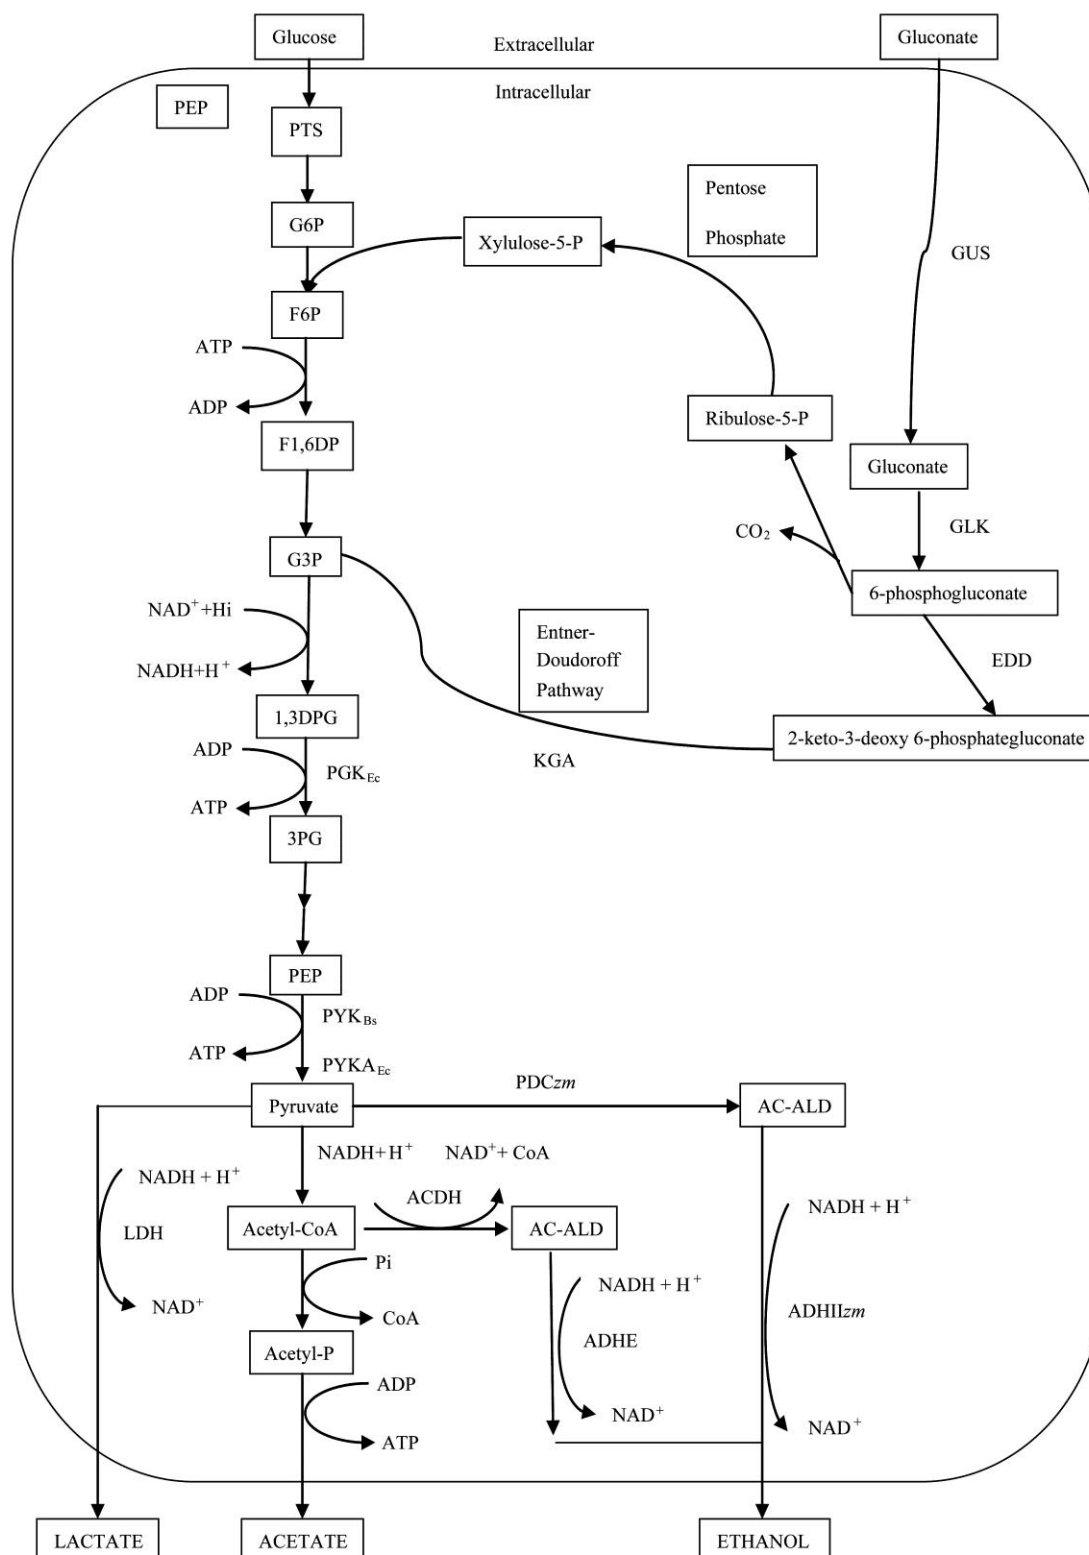 Glucose
Extracellular
Gluconate
Intracellular
PEP
PTS
Pentose
Phosphate
G6P
Xylulose-5-P
GUS
F6P
ATP
ADP
Ribulose-5-P
F1,6DP
Gluconate
CO₂
GLK
G3P
6-phosphogluconate
NAD⁺+Hi
NADH+H⁺
Entner-
Doudoroff
Pathway
EDD
1,3DPG
2-keto-3-deoxy 6-phosphategluconate
KGA
ADP
PGK_Ec
ATP
3PG
PEP
ADP
PYK_Bs
ATP
PYKA_Ec
PDCzm
Pyruvate
AC-ALD
NADH+H⁺
NAD⁺+ CoA
NADH + H⁺
ACDH
NADH + H⁺
LDH
Acetyl-CoA
AC-ALD
Pi
NADH + H⁺
NAD⁺
CoA
ADHE
ADHIIzm
Acetyl-P
ADP
NAD⁺
NAD⁺
ATP
LACTATE
ACETATE
ETHANOL